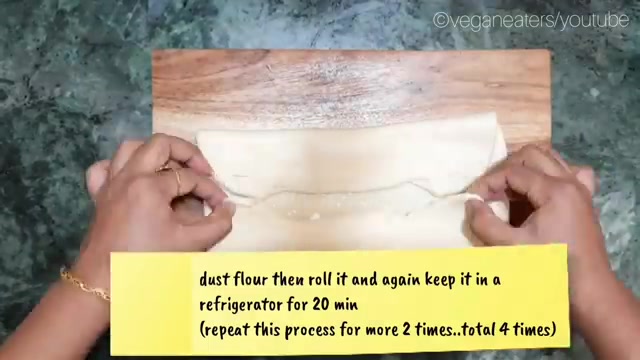 ©veganeaters/youtube
dust flour then roll it and again keep it in a
refrigerator for 20 min
(repeat this process for more 2 times..total 4 times)